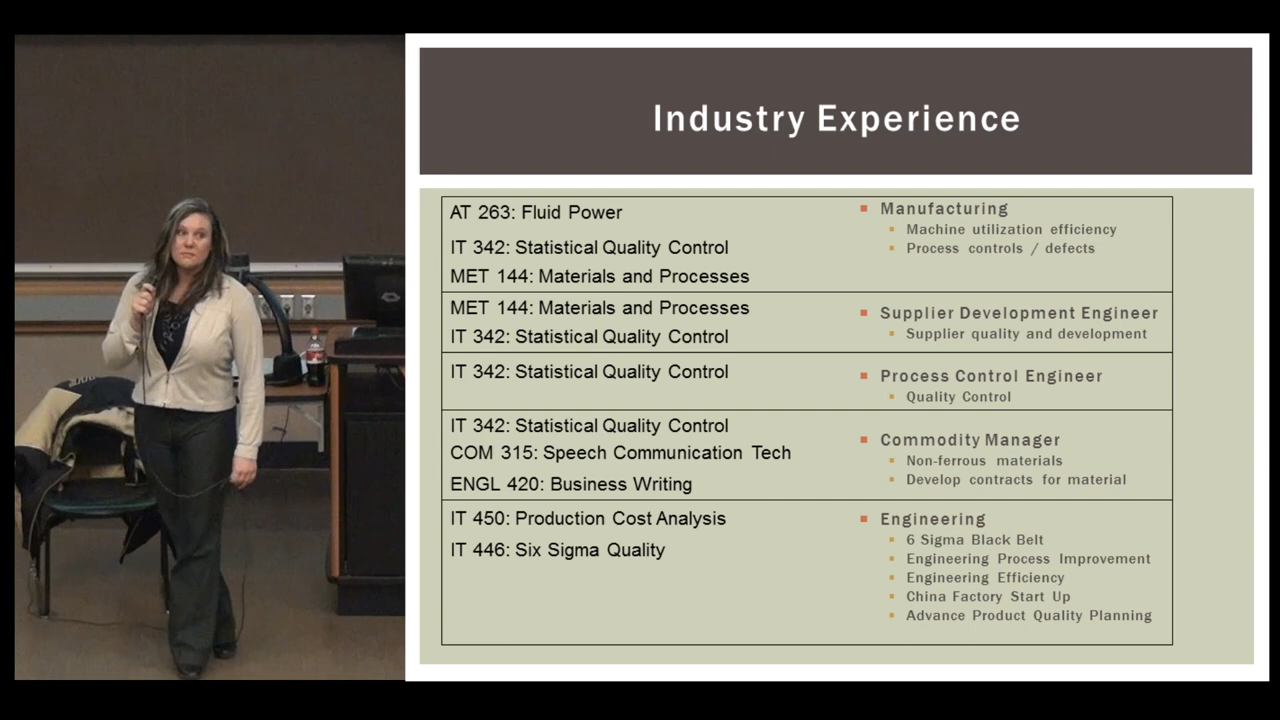 Industry Experience
AT 263: Fluid Power
IT 342: Statistical Quality Control
MET 144: Materials and Processes
Manufacturing
Machine utilization efficiency
Process controls / defects
MET 144: Materials and Processes
IT 342: Statistical Quality Control
Supplier Development Engineer
Supplier quality and development
IT 342: Statistical Quality Control
Process Control Engineer
Quality Control
IT 342: Statistical Quality Control
COM 315: Speech Communication Tech
ENGL 420: Business Writing
Commodity Manager
Non-ferrous materials
Develop contracts for material
IT 450: Production Cost Analysis
IT 446: Six Sigma Quality
Engineering
6 Sigma Black Belt
Engineering Process Improvement
Engineering Efficiency
China Factory Start Up
Advance Product Quality Planning